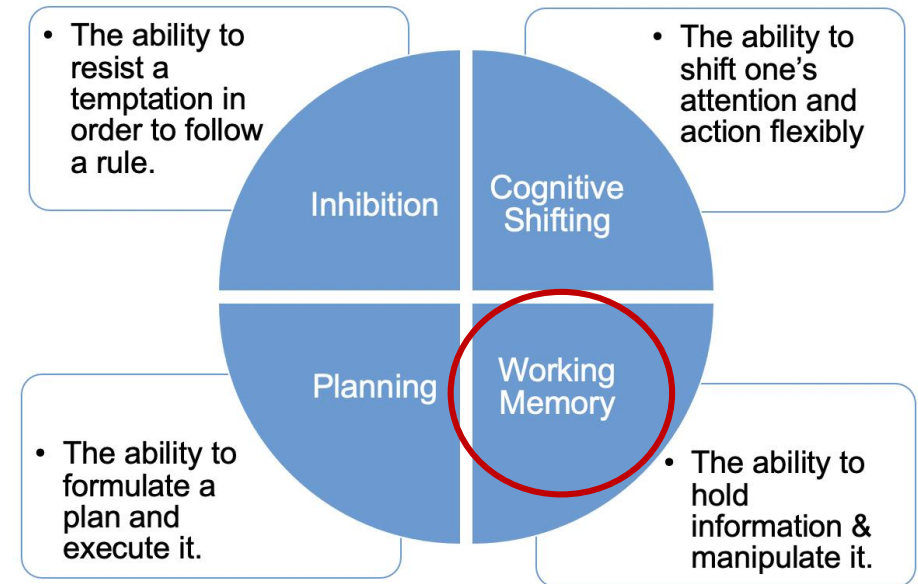 • The ability to
resist a
temptation in
order to follow
a rule.
• The ability to
shift one’s
attention and
action flexibly
Inhibition
Cognitive
Shifting
Planning
Working
Memory
• The ability to
formulate a
plan and
execute it.
• The ability to
hold
information &
manipulate it.